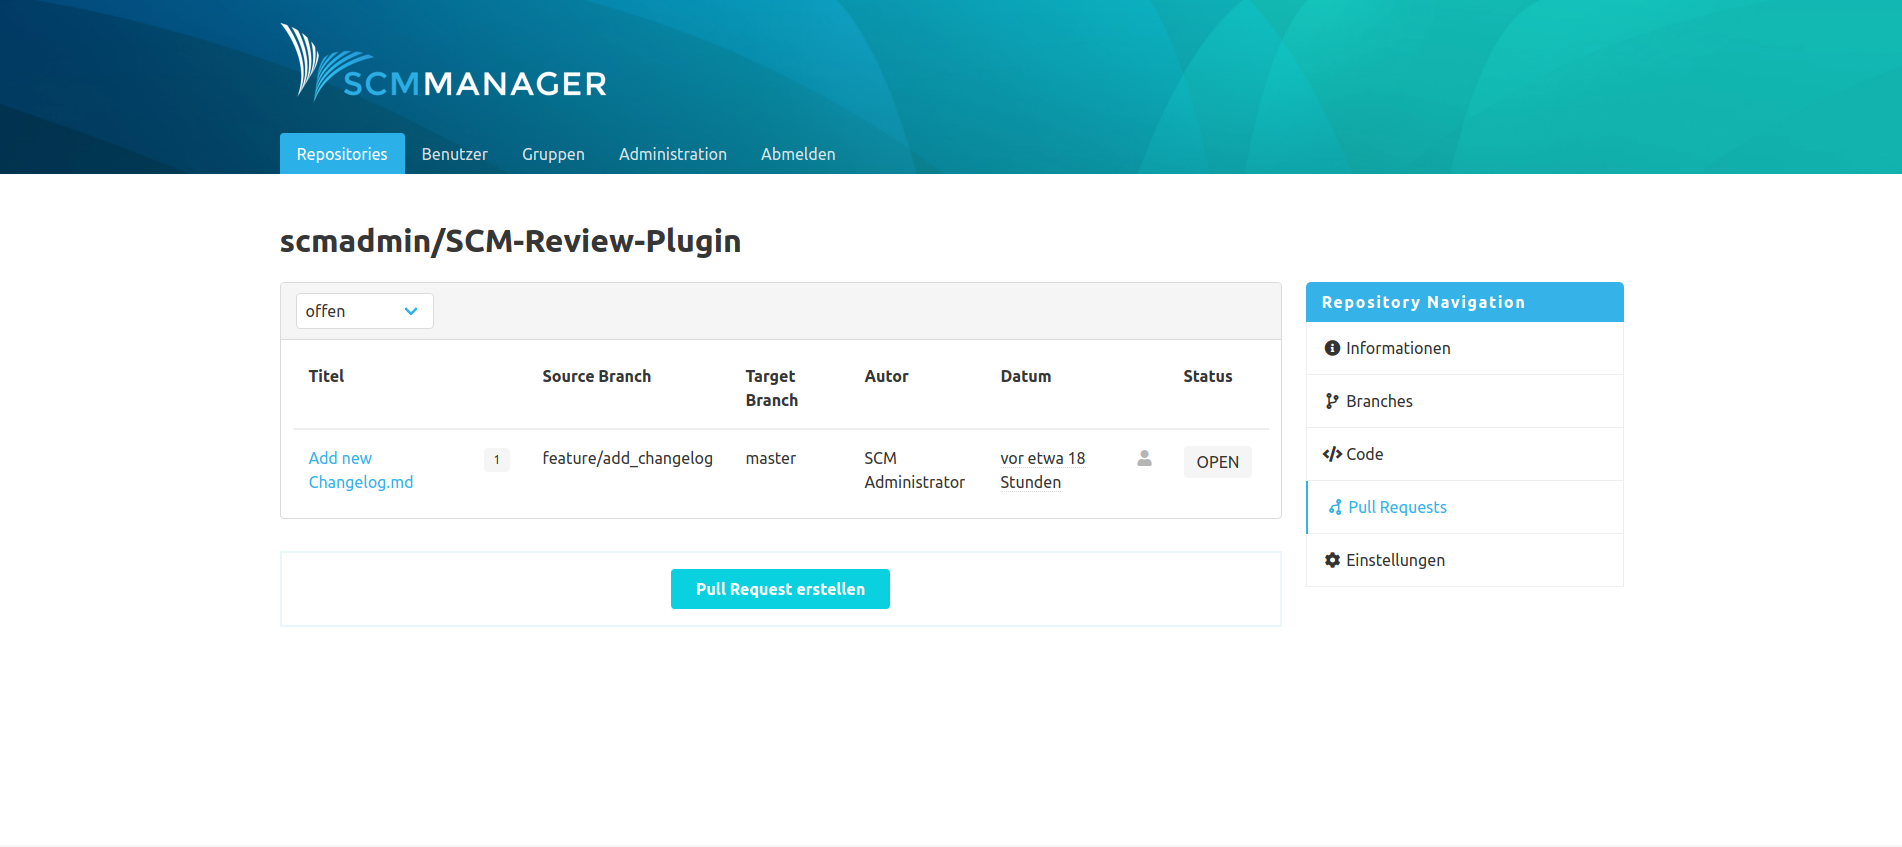 SCMMANAGER
Repositories Benutzer Gruppen Administration Abmelden
scmadmin/SCM-Review-Plugin
offen
Titel Source Branch Target Branch Autor Datum Status
Add new Changelog.md 1 feature/add_changelog master SCM Administrator vor etwa 18 Stunden OPEN
Pull Request erstellen
Repository Navigation
Informationen
Branches
Code
Pull Requests
Einstellungen